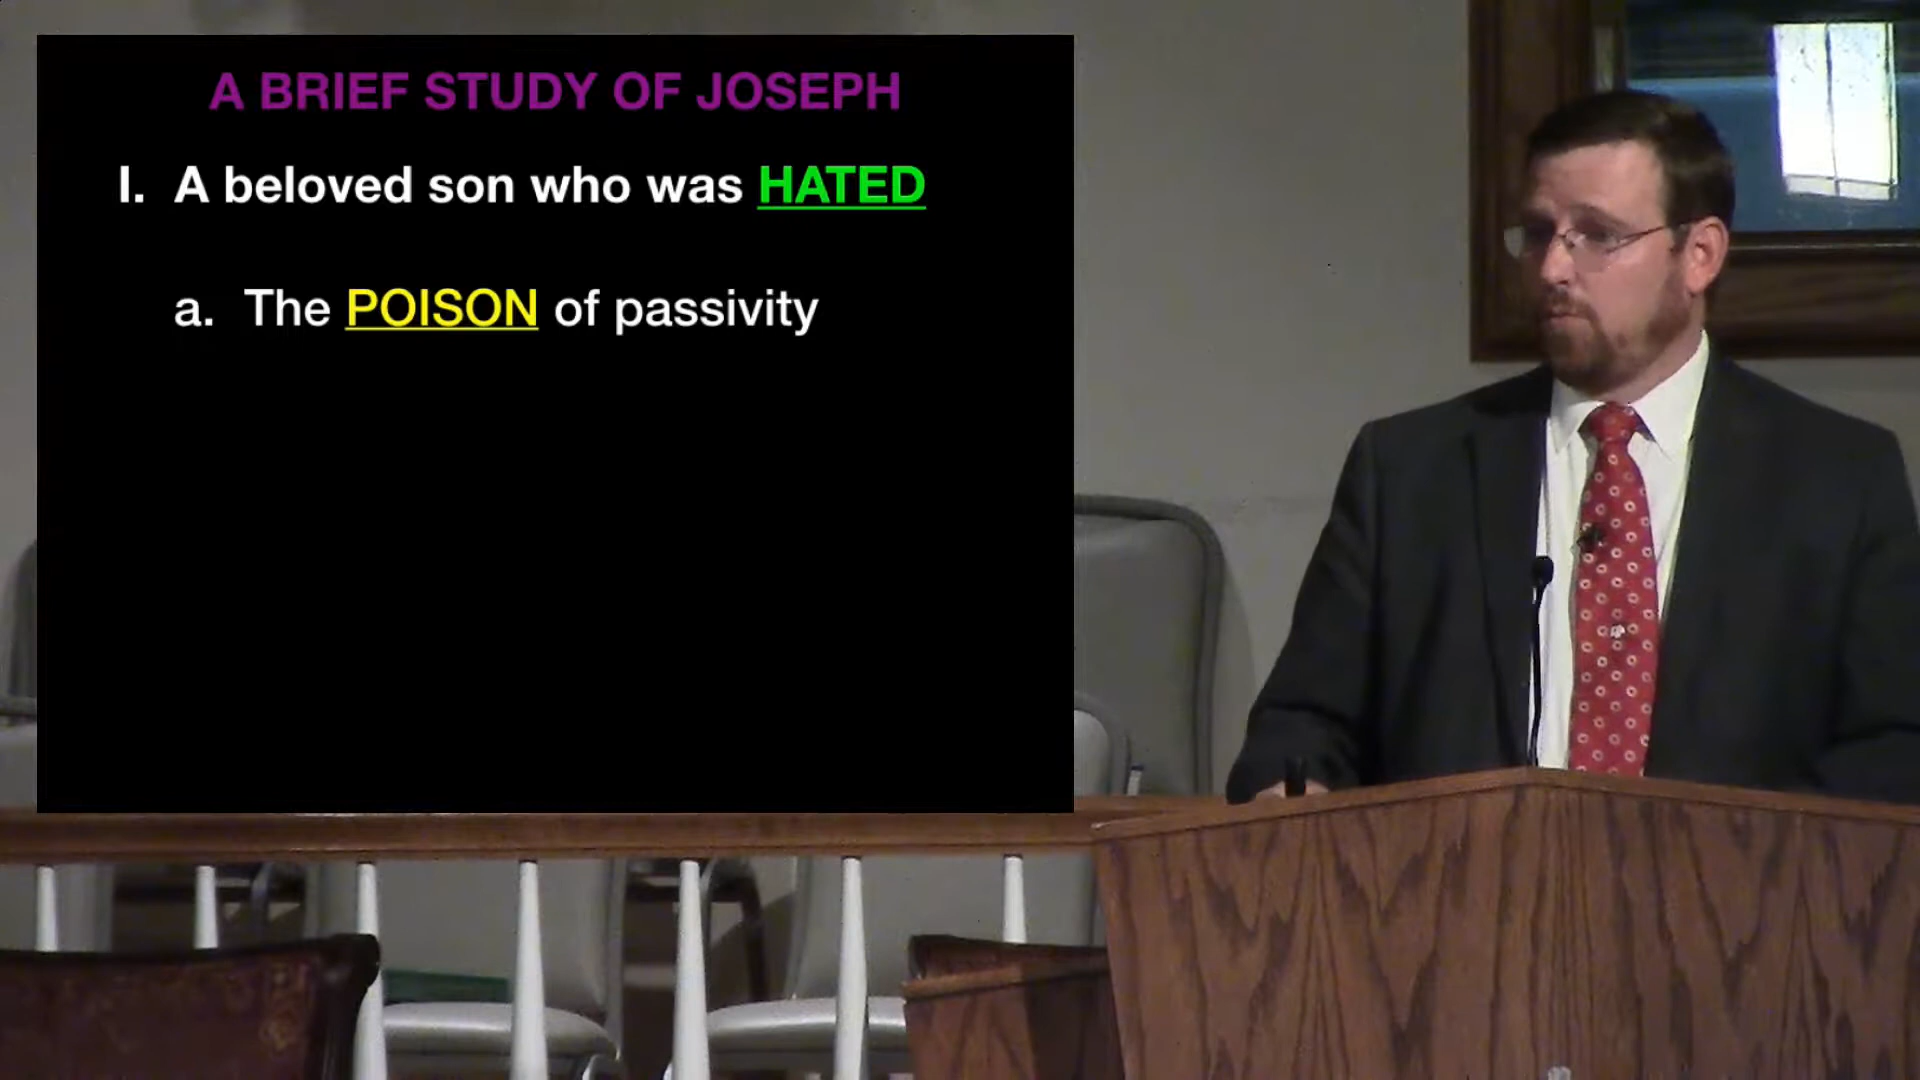 A BRIEF STUDY OF JOSEPH
I. A beloved son who was HATED
a. The POISON of passivity